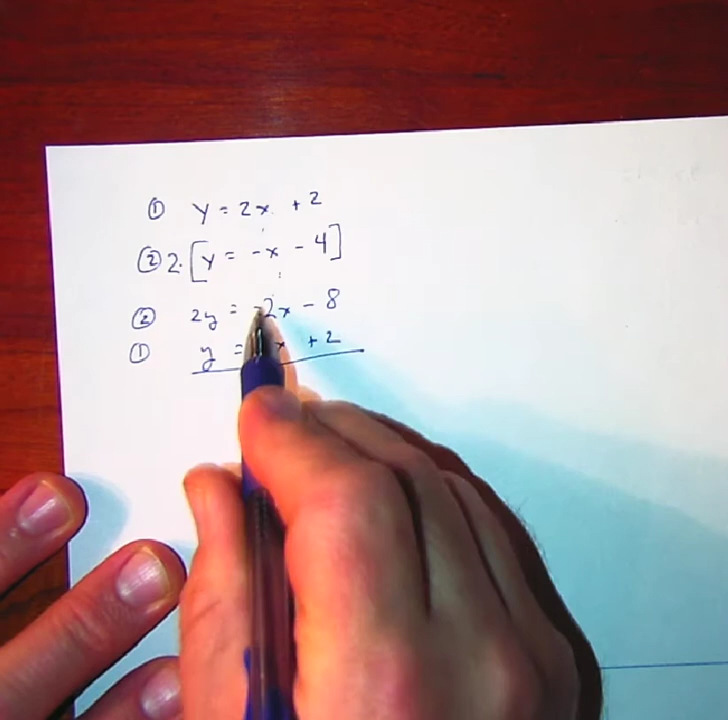 ① y = 2x + 2
② 2·[y = -x - 4]
② 2y = -2x - 8
① y = x + 2